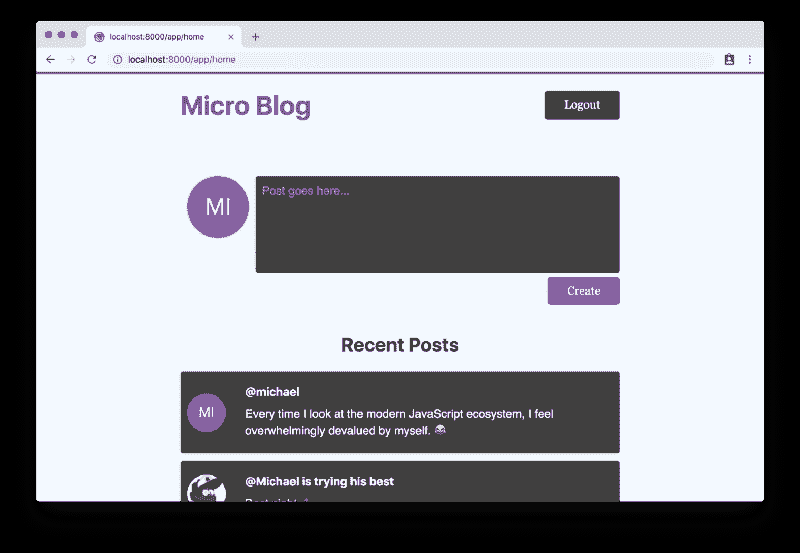 localhost:8000/app/home
localhost:8000/app/home
Micro Blog
Logout
MI
Post goes here...
Create
Recent Posts
@michael
MI
Every time I look at the modern JavaScript ecosystem, I feel
overwhelmingly devalued by myself.
@Michael is trying his best